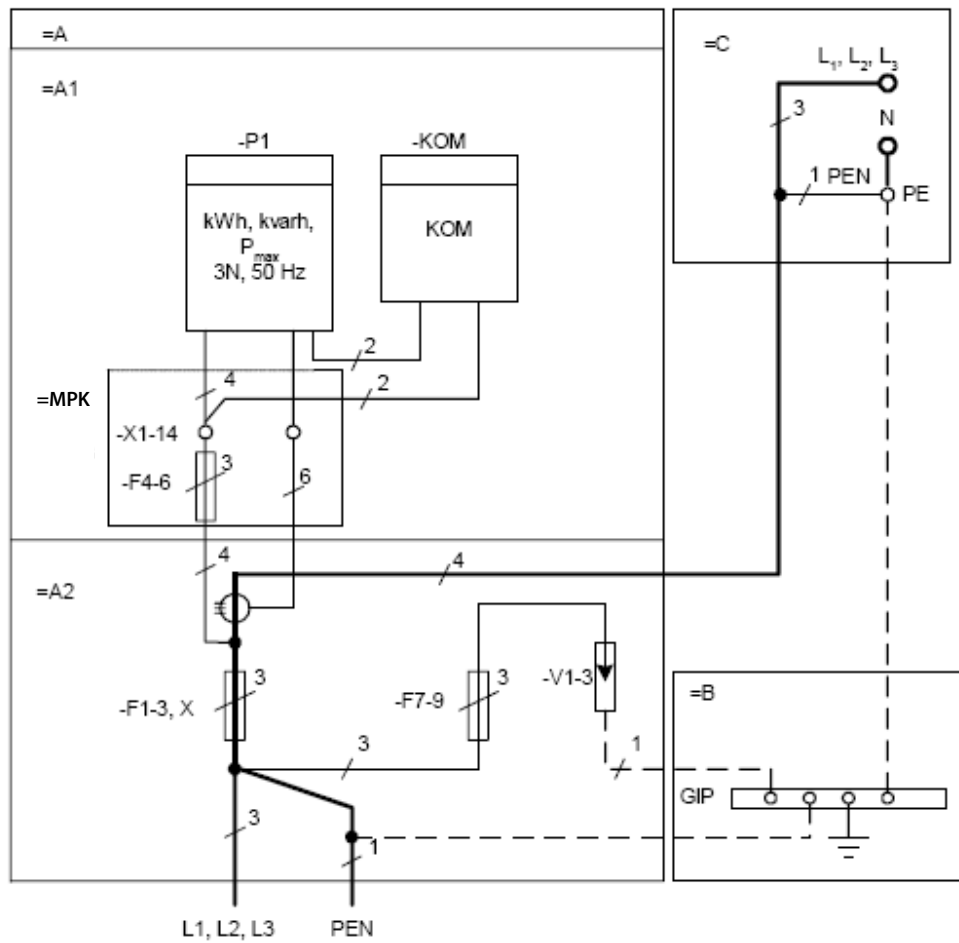 =A
=C
L₁, L₂, L₃
=A1
3
N
-P1
-KOM
1 PEN
PE
kWh, kvarh,
Pmax
3N, 50 Hz
KOM
2
4
2
=MPK
-X1-14
3
-F4-6
6
4
4
=A2
3
3
-V1-3
=B
-F1-3, X
-F7-9
3
1
GIP
3
1
L1, L2, L3
PEN